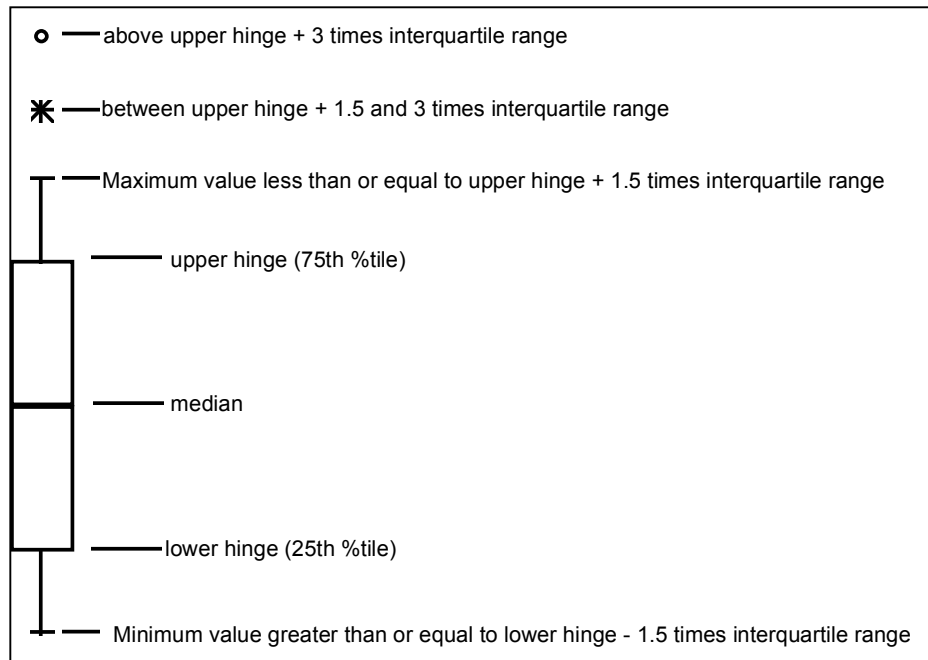 above upper hinge + 3 times interquartile range
between upper hinge + 1.5 and 3 times interquartile range
Maximum value less than or equal to upper hinge + 1.5 times interquartile range
upper hinge (75th %tile)
median
lower hinge (25th %tile)
Minimum value greater than or equal to lower hinge - 1.5 times interquartile range